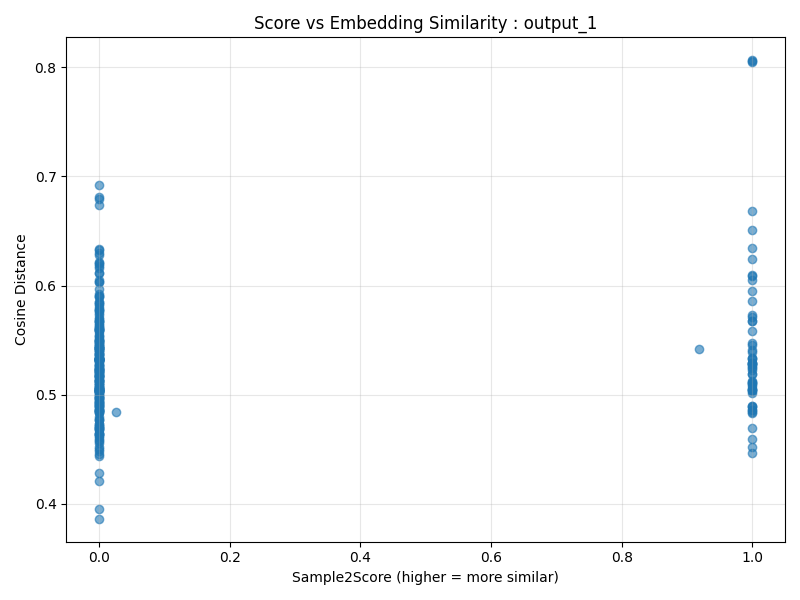 Score vs Embedding Similarity : output_1
0.8
0.7
0.6
0.5
0.4
Cosine Distance
0.0 0.2 0.4 0.6 0.8 1.0
Sample2Score (higher = more similar)